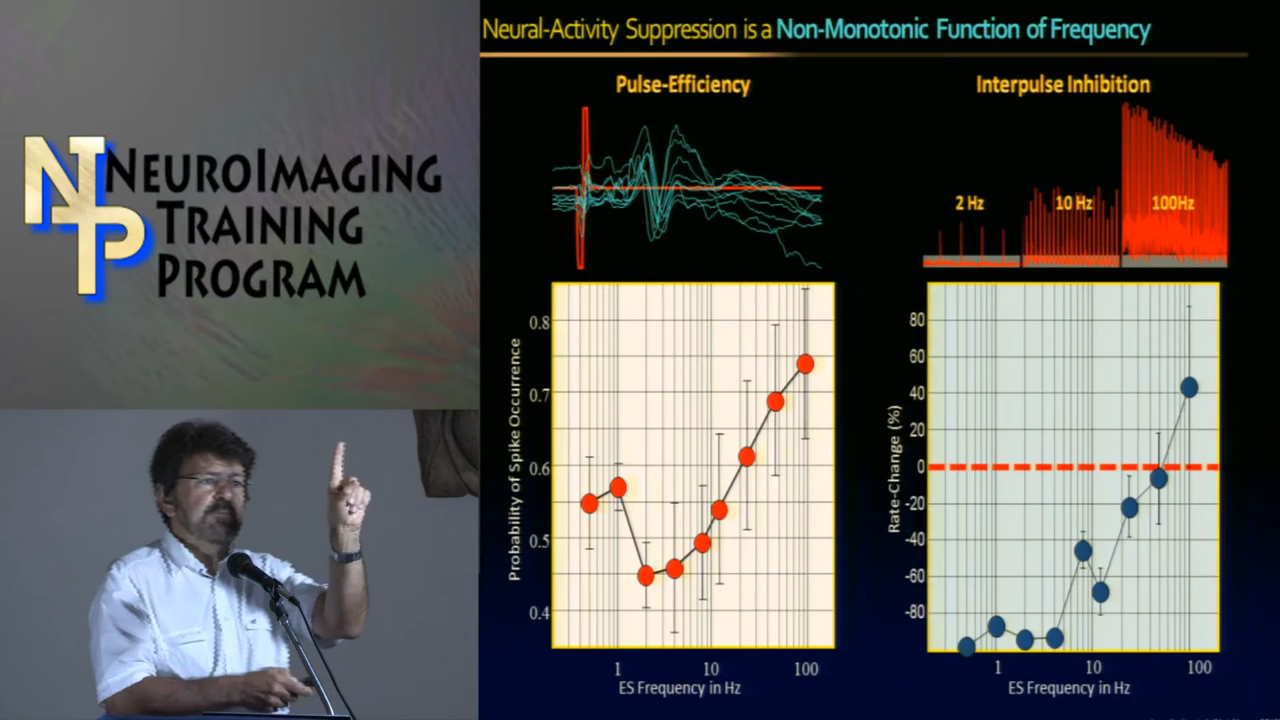 NEUROIMAGING
TRAINING
PROGRAM
NTP
Neural-Activity Suppression is a Non-Monotonic Function of Frequency
Pulse-Efficiency
Interpulse Inhibition
2 Hz
10 Hz
100Hz
Probability of Spike Occurrence
0.8
0.7
0.6
0.5
0.4
1
10
100
ES Frequency in Hz
Rate-Change (%)
80
60
40
20
0
-20
-40
-60
-80
1
10
100
ES Frequency in Hz